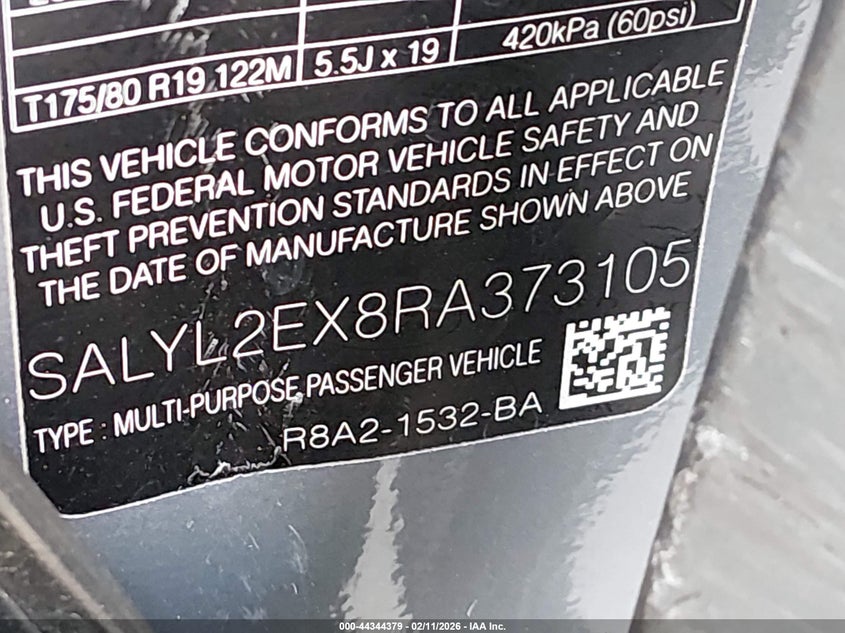 T175/80 R19 122M 5.5J x 19 420kPa (60psi)
THIS VEHICLE CONFORMS TO ALL APPLICABLE
U.S. FEDERAL MOTOR VEHICLE SAFETY AND
THEFT PREVENTION STANDARDS IN EFFECT ON
THE DATE OF MANUFACTURE SHOWN ABOVE
SALYL2EX8RA373105
TYPE : MULTI-PURPOSE PASSENGER VEHICLE
R8A2-1532-BA
000-44344379 - 02/11/2026 - IAA Inc.